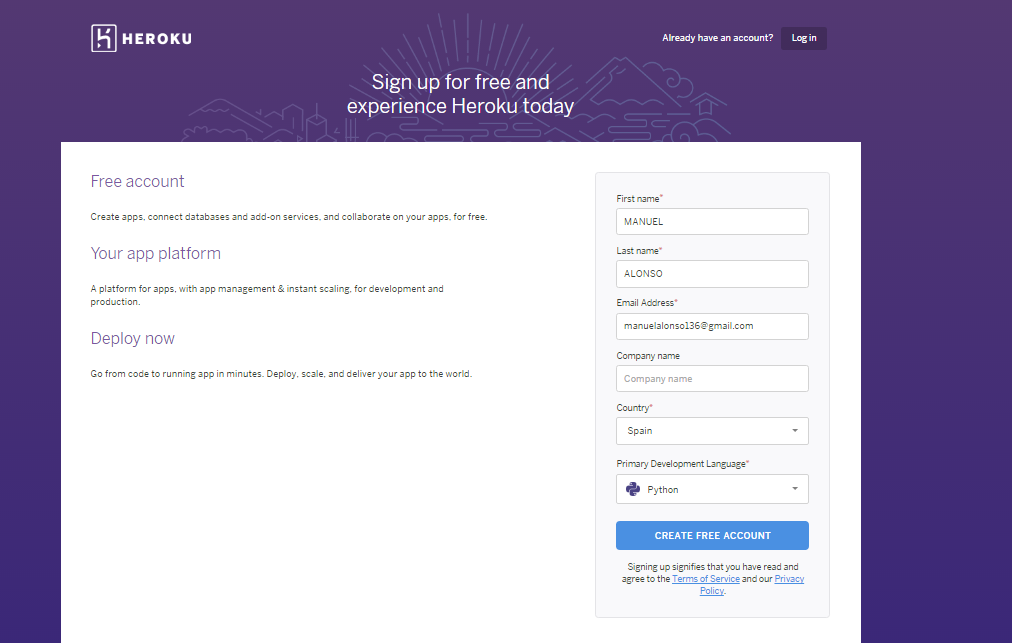 HEROKU
Already have an account?
Log in
Sign up for free and
experience Heroku today
Free account
Create apps, connect databases and add-on services, and collaborate on your apps, for free.
Your app platform
A platform for apps, with app management & instant scaling, for development and
production.
Deploy now
Go from code to running app in minutes. Deploy, scale, and deliver your app to the world.
First name*
MANUEL
Last name*
ALONSO
Email Address*
manuelalonso136@gmail.com
Company name
Company name
Country*
Spain
Primary Development Language*
Python
CREATE FREE ACCOUNT
Signing up signifies that you have read and
agree to the Terms of Service and our Privacy
Policy.